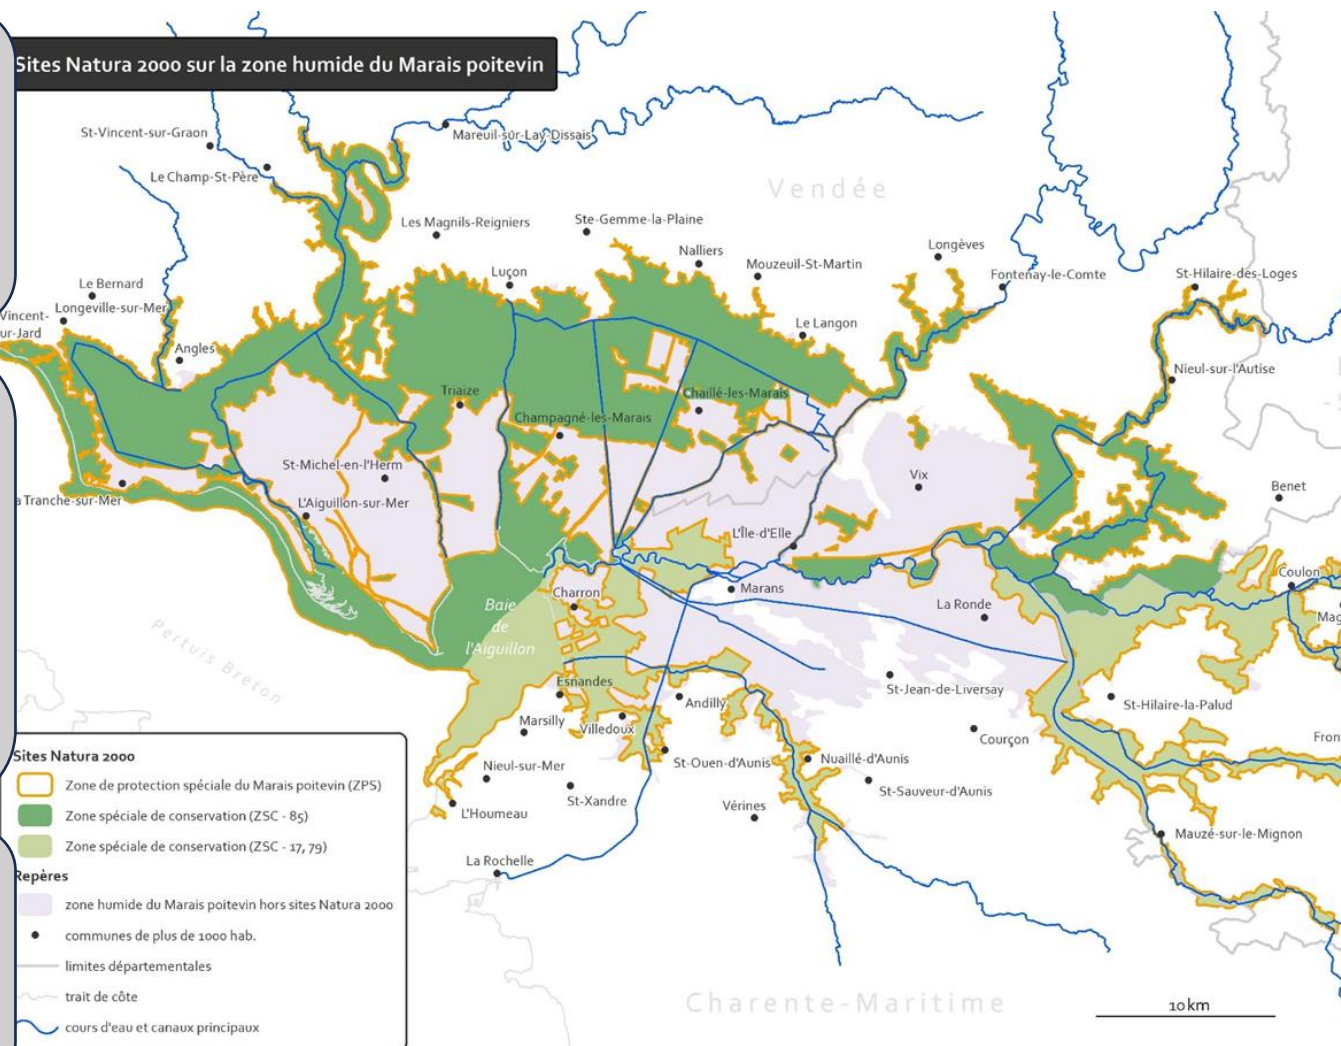 Sites Natura 2000 sur la zone humide du Marais poitevin
St-Vincent-sur-Graon
Mareuil-sur-Lay-Dissais
Le Champ-St-Père
Vendée
Les Magnils-Reigniers
Ste-Gemme-la-Plaine
Nalliers
Longèves
Mouzeuil-St-Martin
Luçon
Fontenay-le-Comte
St-Hilaire-des-Loges
Le Bernard
Longeville-sur-Mer
Vincent-
ur-Jard
Le Langon
Angles
Nieul-sur-l'Autise
Triaize
Chaillé-les-Marais
Champagné-les-Marais
St-Michel-en-l'Herm
Vix
Benet
a Tranche-sur-Mer
L'Aiguillon-sur-Mer
L'Île-d'Elle
Coulon
Charron
Marans
La Ronde
Mag
Baie
de
l'Aiguillon
Pertuis Breton
Esnandes
St-Jean-de-Liversay
Andilly
St-Hilaire-la-Palud
Marsilly
Villedoux
Courçon
Fron
Nieul-sur-Mer
St-Ouen-d'Aunis
Nuaillé-d'Aunis
St-Xandre
St-Sauveur-d'Aunis
L'Houmeau
Vérines
Mauzé-sur-le-Mignon
La Rochelle
Charente-Maritime
10 km
Sites Natura 2000
Zone de protection spéciale du Marais poitevin (ZPS)
Zone spéciale de conservation (ZSC - 85)
Zone spéciale de conservation (ZSC - 17, 79)
Repères
zone humide du Marais poitevin hors sites Natura 2000
communes de plus de 1000 hab.
limites départementales
trait de côte
cours d'eau et canaux principaux